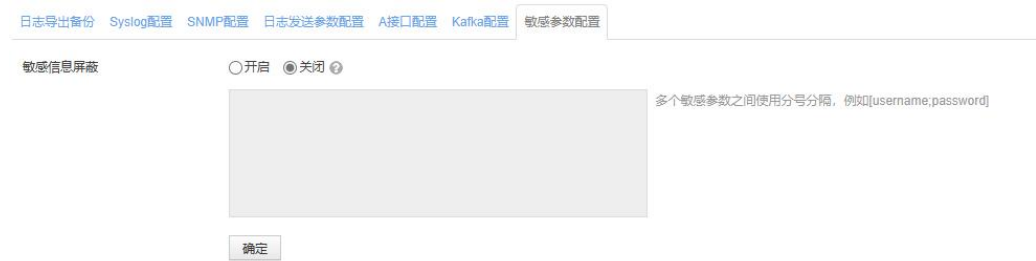 日志导出备份 Syslog配置 SNMP配置 日志发送参数配置 A接口配置 Kafka配置 敏感参数配置
敏感信息屏蔽 开启 关闭
多个敏感参数之间使用分号分隔，例如[username;password]
确定